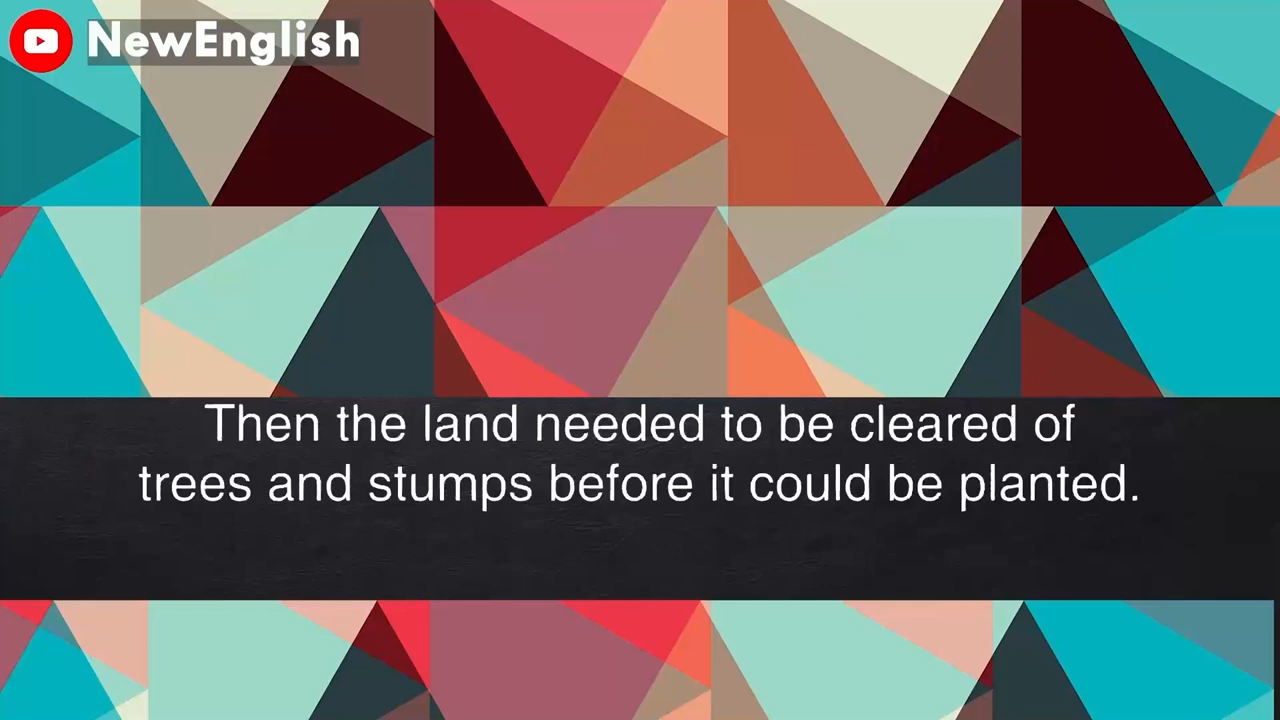 NewEnglish
Then the land needed to be cleared of
trees and stumps before it could be planted.